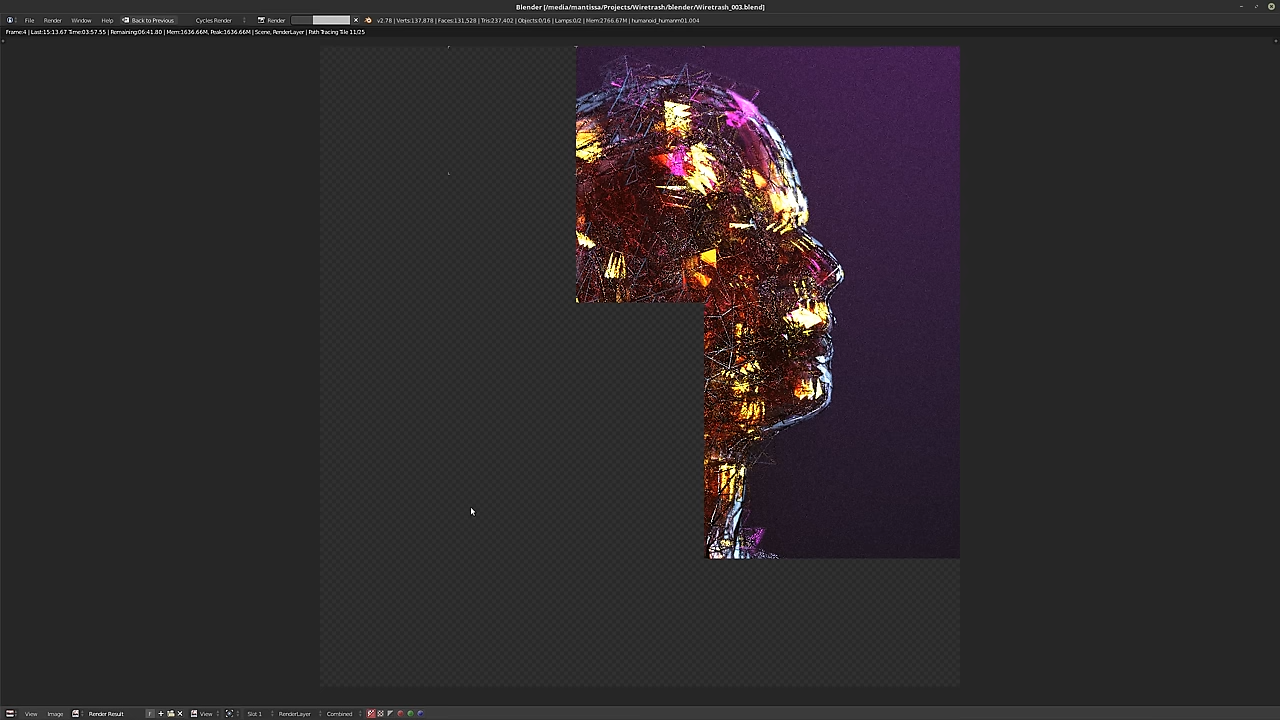 Blender [/media/mantissa/Projects/Wiretrash/blender/Wiretrash_003.blend]
File Render Window Help Back to Previous Cycles Render Render v2.78 | Verts:137,878 | Faces:131,528 | Tris:237,402 | Objects:0/16 | Lamps:0/2 | Mem:2766.67M | humanoid_humanm01.004
Frame:4 | Last:15:13.67 Time:03:57.55 | Remaining:06:41.80 | Mem:1636.66M, Peak:1636.66M | Scene, RenderLayer | Path Tracing Tile 11/25
View Image Render Result F View Slot 1 RenderLayer Combined